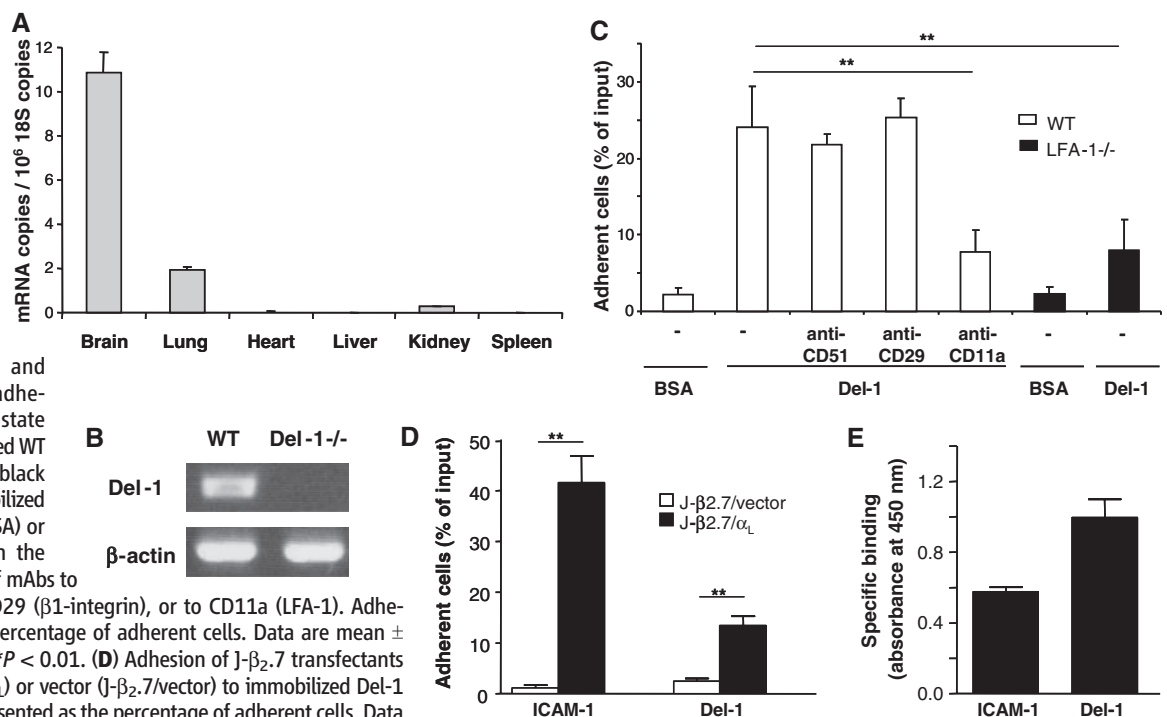 A
mRNA copies / 10⁶ 18S copies
12
10
8
6
4
2
0
Brain Lung Heart Liver Kidney Spleen
C
Adherent cells (% of input)
30
20
10
0
**
**
WT
LFA-1-/-
- - anti- anti- anti- - -
CD51 CD29 CD11a
BSA Del-1 BSA Del-1
and
adhe-
state
ed WT
black
bilized
SA) or
n the
f mAbs to
D29 (β1-integrin), or to CD11a (LFA-1). Adhe-
ercentage of adherent cells. Data are mean ±
*P < 0.01. (D) Adhesion of J-β₂.7 transfectants
L) or vector (J-β₂.7/vector) to immobilized Del-1
sented as the percentage of adherent cells. Data
B
WT Del-1-/-
Del-1
β-actin
D
Adherent cells (% of input)
50
40
30
20
10
0
**
**
J-β2.7/vector
J-β2.7/αL
ICAM-1 Del-1
E
Specific binding
(absorbance at 450 nm)
1.2
0.8
0.4
0.0
ICAM-1 Del-1